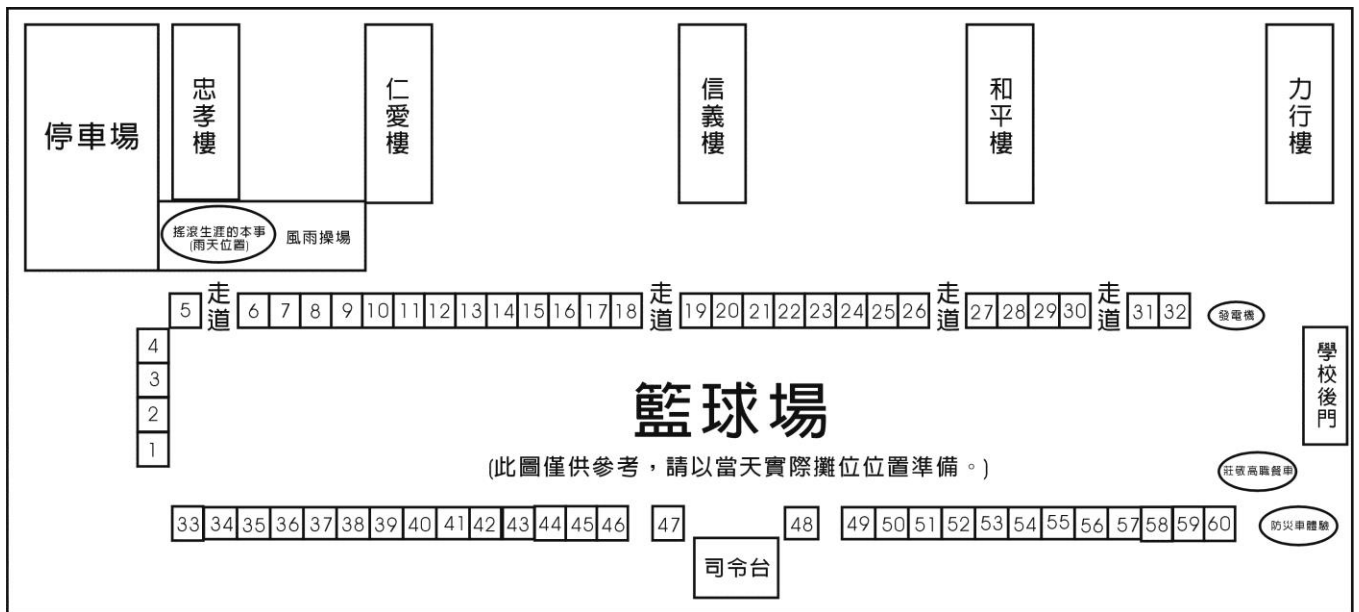 停車場
忠孝樓
仁愛樓
信義樓
和平樓
力行樓
搖滾生涯的本事
(雨天位置)
風雨操場
5 走道 6 7 8 9 10 11 12 13 14 15 16 17 18 走道 19 20 21 22 23 24 25 26 走道 27 28 29 30 走道 31 32 發電機
4
3
2
1
學校後門
籃球場
(此圖僅供參考，請以當天實際攤位位置準備。)
莊敬高職餐車
33 34 35 36 37 38 39 40 41 42 43 44 45 46 47 48 49 50 51 52 53 54 55 56 57 58 59 60 防災車體驗
司令台